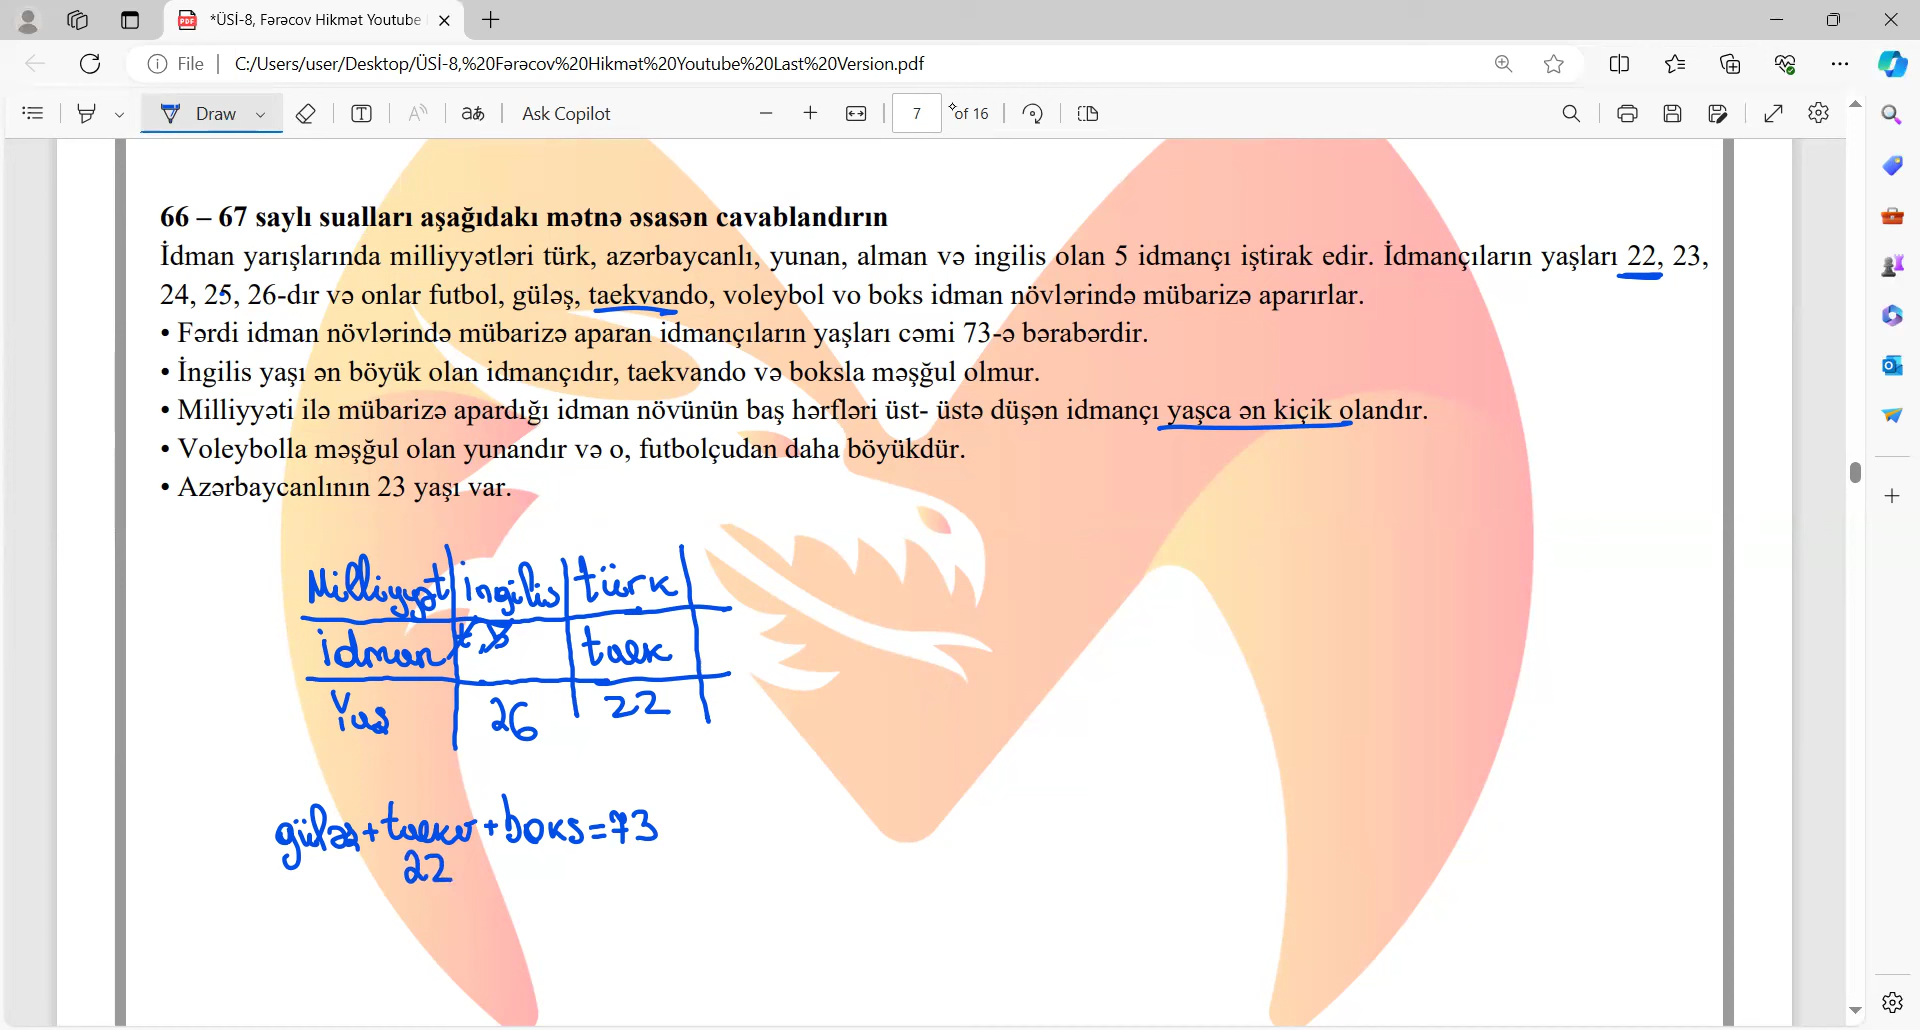 *ÜSİ-8, Fərəcov Hikmət Youtube
File
C:/Users/user/Desktop/ÜSİ-8,%20Fərəcov%20Hikmət%20Youtube%20Last%20Version.pdf
Draw
Ask Copilot
7
of 16
66 – 67 saylı sualları aşağıdakı mətnə əsasən cavablandırın
İdman yarışlarında milliyyətləri türk, azərbaycanlı, yunan, alman və ingilis olan 5 idmançı iştirak edir. İdmançıların yaşları 22, 23,
24, 25, 26-dır və onlar futbol, güləş, taekvando, voleybol vo boks idman növlərində mübarizə aparırlar.
• Fərdi idman növlərində mübarizə aparan idmançıların yaşları cəmi 73-ə bərabərdir.
• İngilis yaşı ən böyük olan idmançıdır, taekvando və boksla məşğul olmur.
• Milliyyəti ilə mübarizə apardığı idman növünün baş hərfləri üst- üstə düşən idmançı yaşca ən kiçik olandır.
• Voleybolla məşğul olan yunandır və o, futbolçudan daha böyükdür.
• Azərbaycanlının 23 yaşı var.
Milliyyət ingilis türk
idman t, b taek
Yaş 26 22
güləş+taekv+boks=73
22